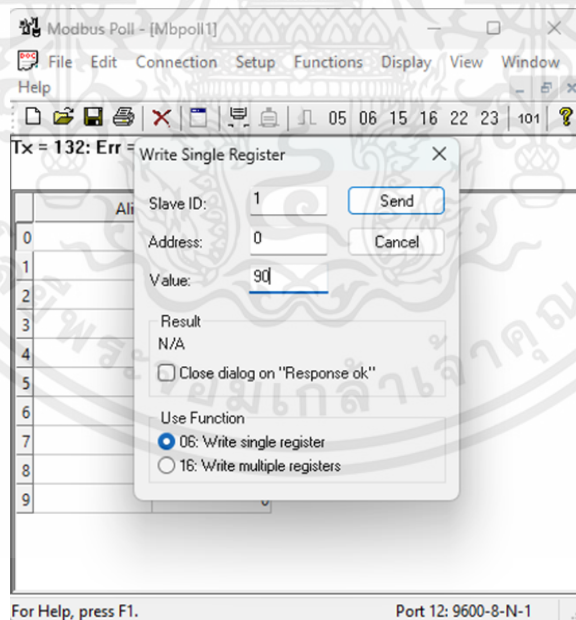 Modbus Poll - [Mbpoll1]
File Edit Connection Setup Functions Display View Window
Help
05 06 15 16 22 23 101
Tx = 132: Err =
Write Single Register
Ali
Slave ID: 1 Send
0
Address: 0 Cancel
1
Value: 90
2
Result
3
N/A
4
Close dialog on "Response ok"
5
Use Function
6
06: Write single register
7
16: Write multiple registers
8
9
0
For Help, press F1. Port 12: 9600-8-N-1